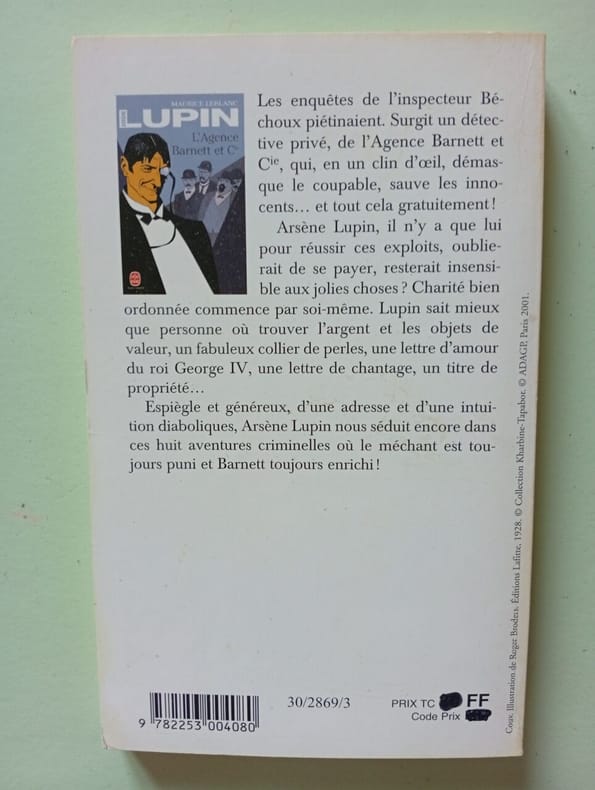 MAURICE LEBLANC
LUPIN
L'Agence
Barnett et Cie
Les enquêtes de l'inspecteur Bé-
choux piétinaient. Surgit un détec-
tive privé, de l'Agence Barnett et
Cie, qui, en un clin d'œil, démas-
que le coupable, sauve les inno-
cents... et tout cela gratuitement !
Arsène Lupin, il n'y a que lui
pour réussir ces exploits, oublie-
rait de se payer, resterait insensi-
ble aux jolies choses ? Charité bien
ordonnée commence par soi-même. Lupin sait mieux
que personne où trouver l'argent et les objets de
valeur, un fabuleux collier de perles, une lettre d'amour
du roi George IV, une lettre de chantage, un titre de
propriété...
Espiègle et généreux, d'une adresse et d'une intui-
tion diaboliques, Arsène Lupin nous séduit encore dans
ces huit aventures criminelles où le méchant est tou-
jours puni et Barnett toujours enrichi !
Couv. Illustration de Roger Broders. Éditions Lafitte, 1928. © Collection Kharbine-Tapabor. © ADAGP, Paris 2001.
9 782253 004080
30/2869/3
PRIX TC FF
Code Prix